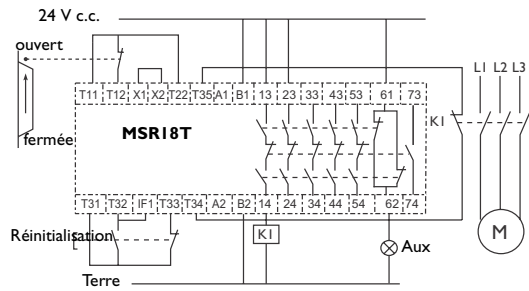 24 V c.c.
ouvert
L1 L2 L3
T11 T12 X1 X2 T22 T35 A1 B1 13 23 33 43 53 61 73
K1
MSR18T
fermée
T31 T32 IF1 T33 T34 A2 B2 14 24 34 44 54 62 74
Réinitialisation
K1
Aux
M
Terre